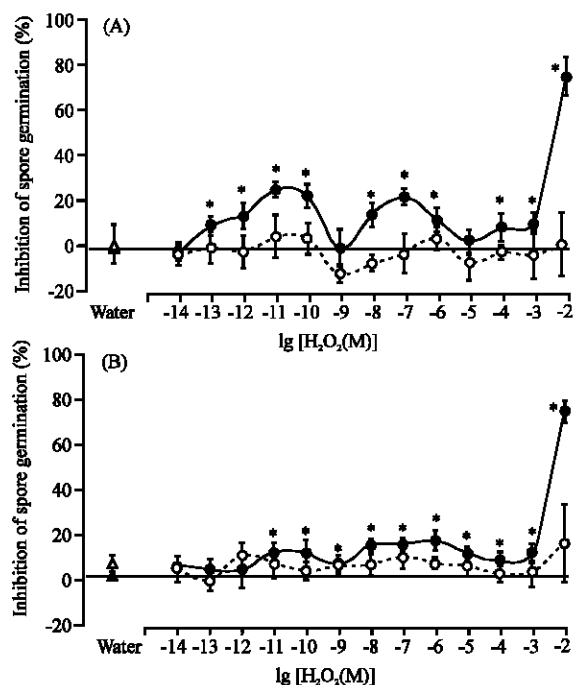 (A)
Inhibition of spore germination (%)
100
80
60
40
20
0
-20
* * * * * * * * * *
Water -14 -13 -12 -11 -10 -9 -8 -7 -6 -5 -4 -3 -2
lg [H₂O₂(M)]
(B)
Inhibition of spore germination (%)
100
80
60
40
20
0
-20
* * * * * * * * * *
Water -14 -13 -12 -11 -10 -9 -8 -7 -6 -5 -4 -3 -2
lg [H₂O₂(M)]